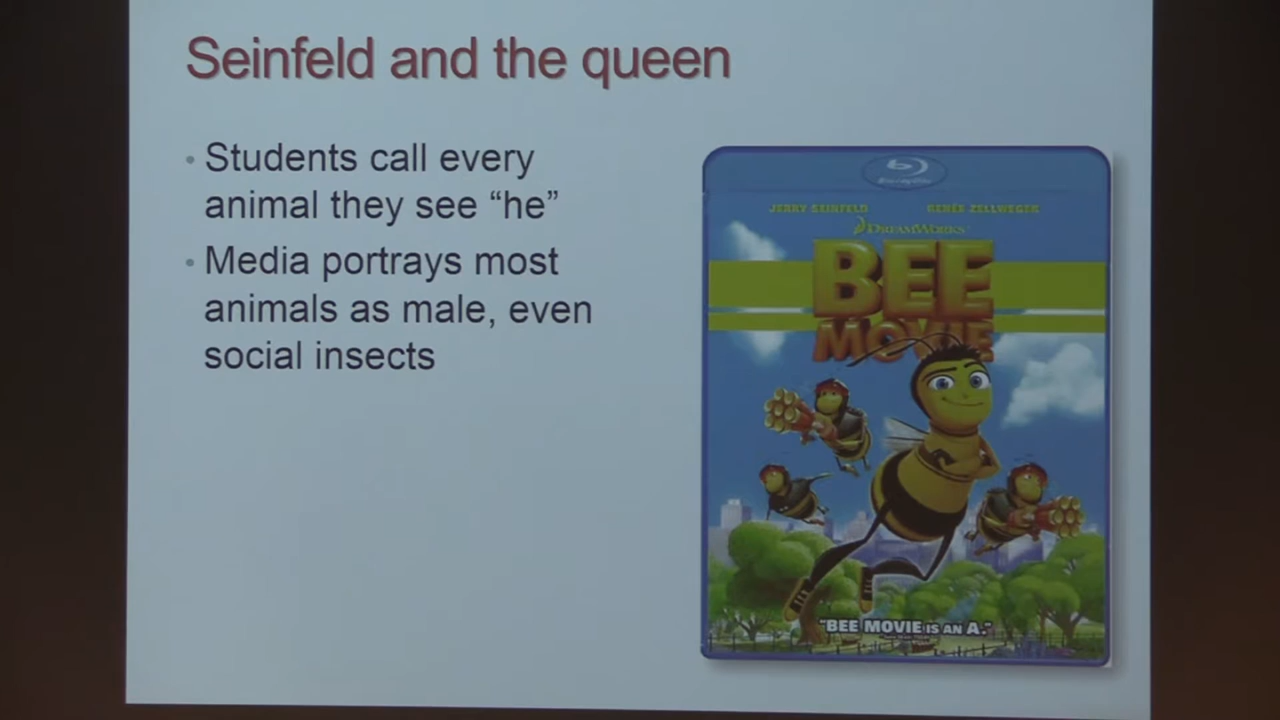 Seinfeld and the queen
• Students call every
animal they see “he”
• Media portrays most
animals as male, even
social insects
JERRY SEINFELD RENÉE ZELLWEGER
DREAMWORKS
BEE
MOVIE
"BEE MOVIE IS AN A."